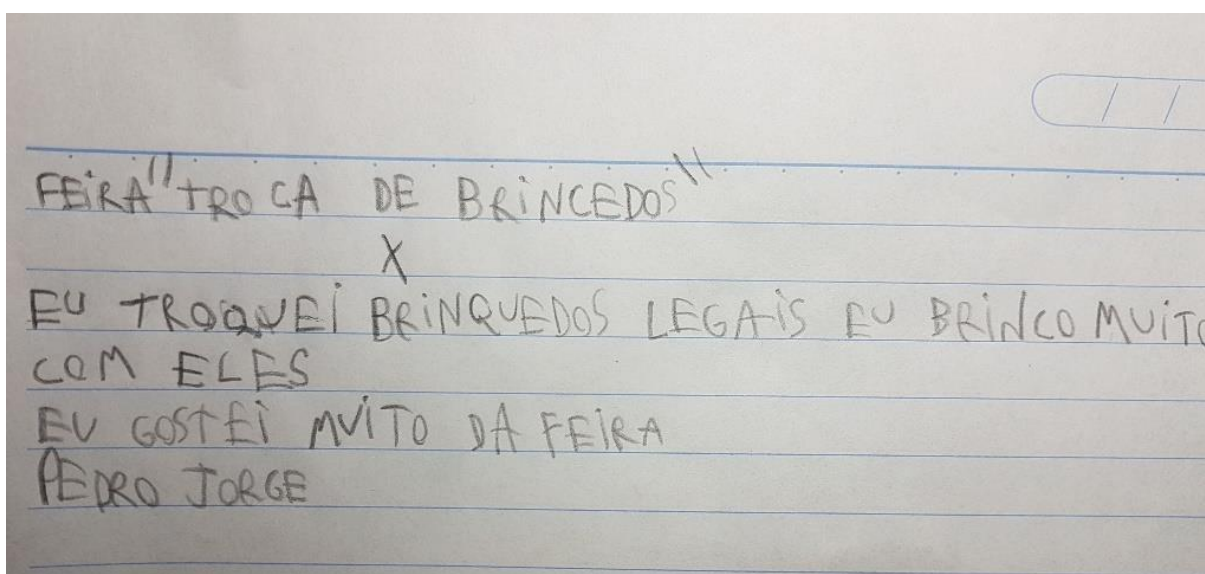 FEIRA "TROCA DE BRINCEDOS"
X
EU TROQUEI BRINQUEDOS LEGAIS EU BRINCO MUITO
COM ELES
EU GOSTEI MUITO DA FEIRA
PEDRO JORGE